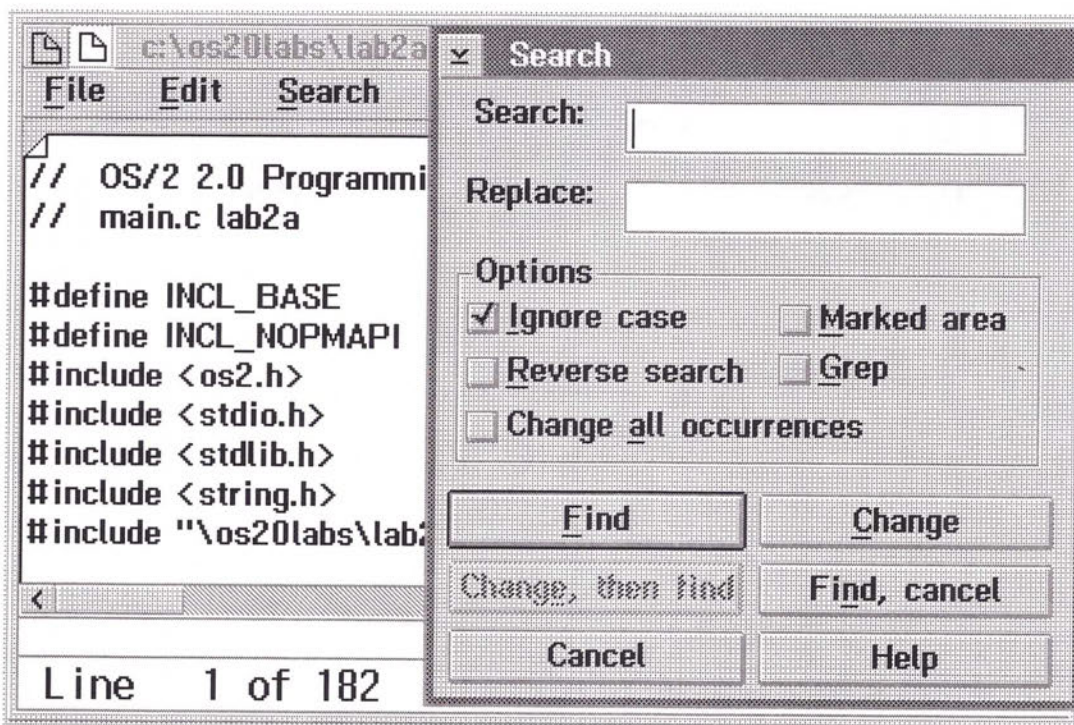 c:\os20labs\lab2a
File Edit Search
// OS/2 2.0 Programmi
// main.c lab2a
#define INCL_BASE
#define INCL_NOPMAPI
#include <os2.h>
#include <stdio.h>
#include <stdlib.h>
#include <string.h>
#include "\os20labs\lab2
Line 1 of 182
Search
Search:
Replace:
Options
Ignore case
Marked area
Reverse search
Grep
Change all occurrences
Find
Change
Change, then find
Find, cancel
Cancel
Help